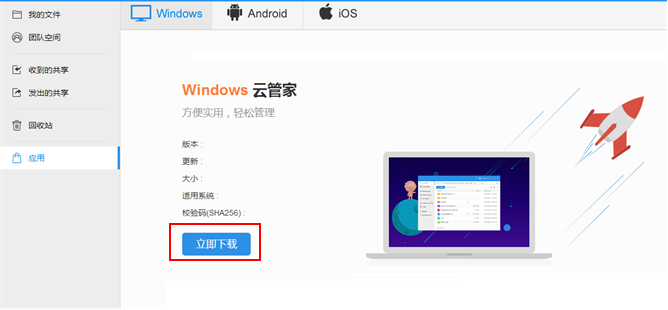 我的文件
团队空间
收到的共享
发出的共享
回收站
应用
Windows
Android
iOS
Windows 云管家
方便实用，轻松管理
版本 :
更新 :
大小 :
适用系统 :
校验码(SHA256) :
立即下载